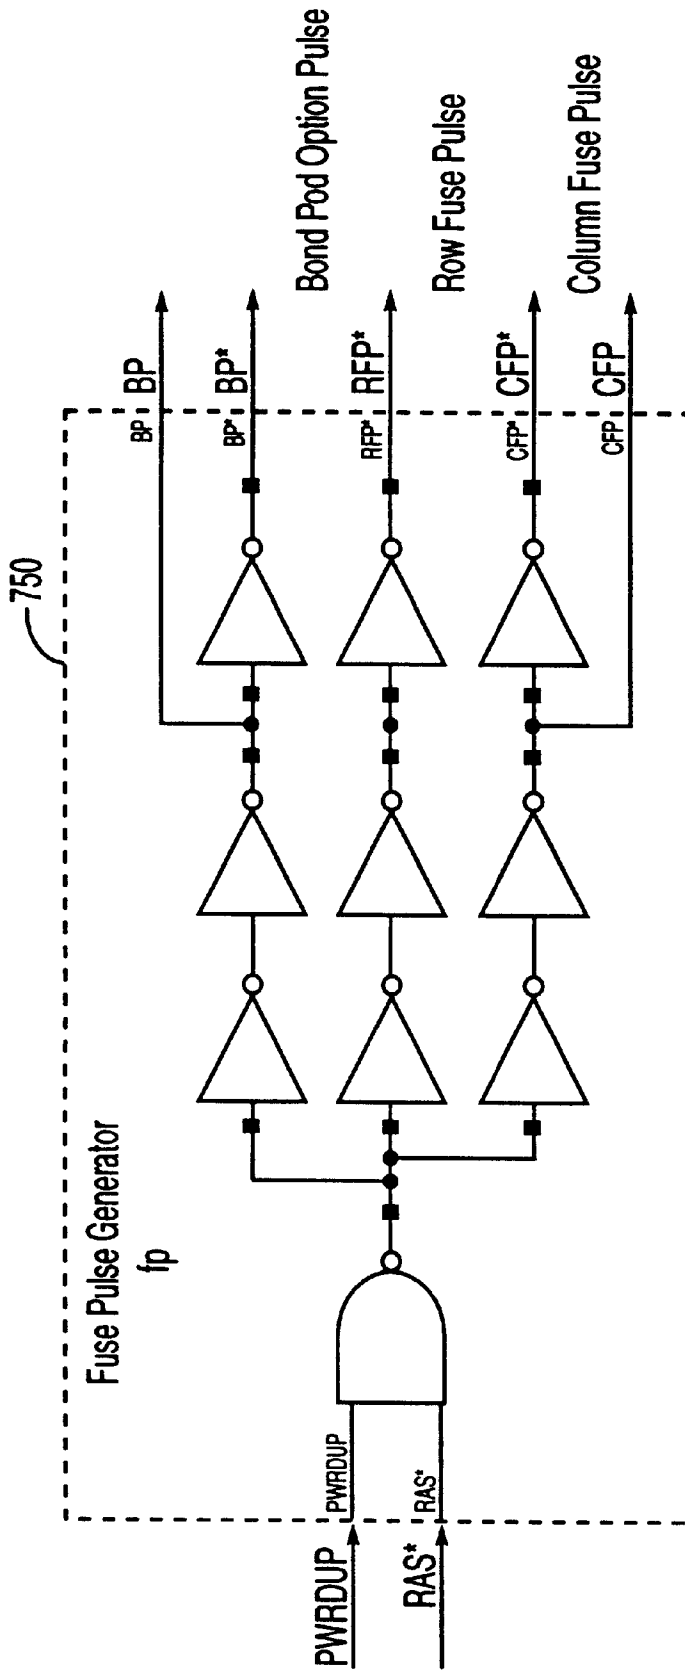 750
Fuse Pulse Generator
fp
PWRDUP
PWRDUP
RAS*
RAS*
BP
BP
BP*
BP*
Bond Pod Option Pulse
RFP*
RFP*
Row Fuse Pulse
CFP*
CFP*
Column Fuse Pulse
CFP
CFP